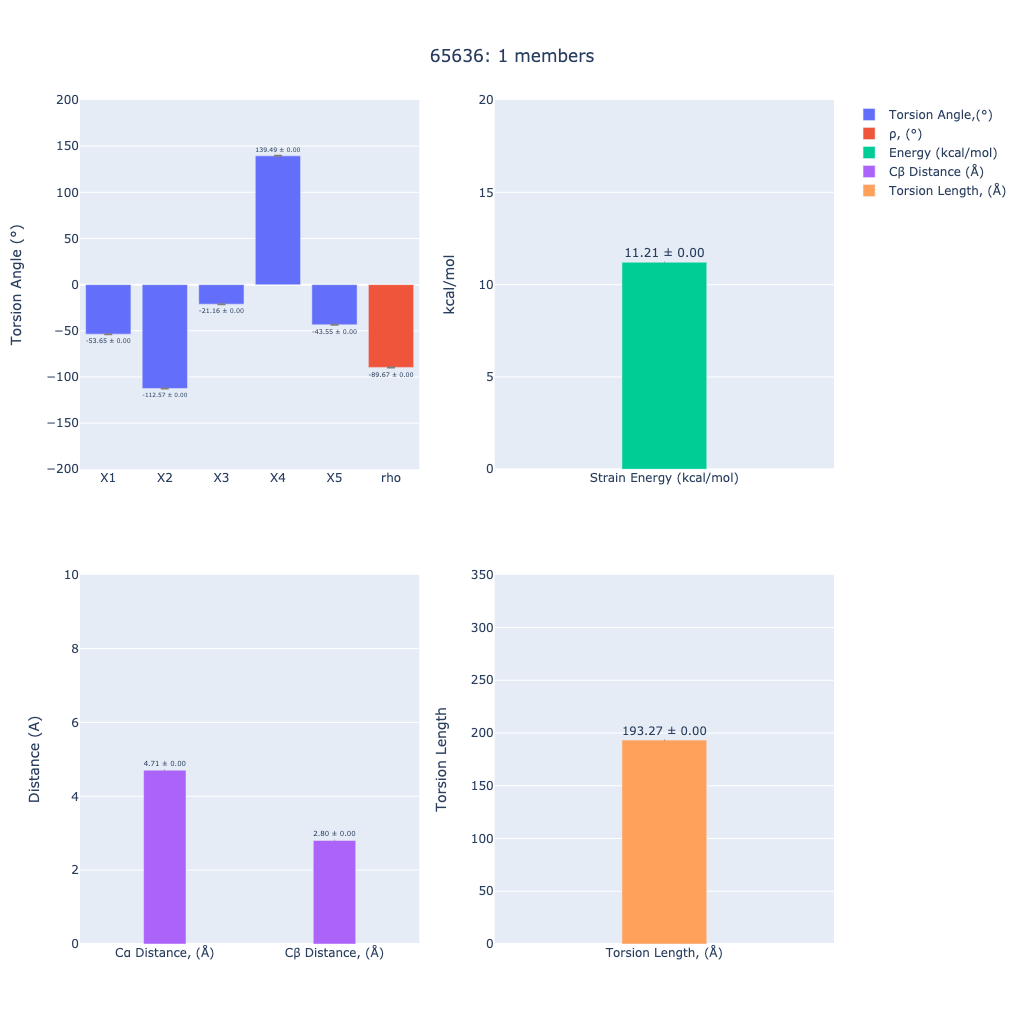 65636: 1 members
Torsion Angle (°)
200
150
100
50
0
−50
−100
−150
−200
139.49 ± 0.00
-53.65 ± 0.00
-112.57 ± 0.00
-21.16 ± 0.00
-43.55 ± 0.00
-89.67 ± 0.00
X1 X2 X3 X4 X5 rho
kcal/mol
20
15
10
5
0
11.21 ± 0.00
Strain Energy (kcal/mol)
Torsion Angle,(°)
ρ, (°)
Energy (kcal/mol)
Cβ Distance (Å)
Torsion Length, (Å)
Distance (A)
10
8
6
4
2
0
4.71 ± 0.00
2.80 ± 0.00
Cα Distance, (Å) Cβ Distance, (Å)
Torsion Length
350
300
250
200
150
100
50
0
193.27 ± 0.00
Torsion Length, (Å)